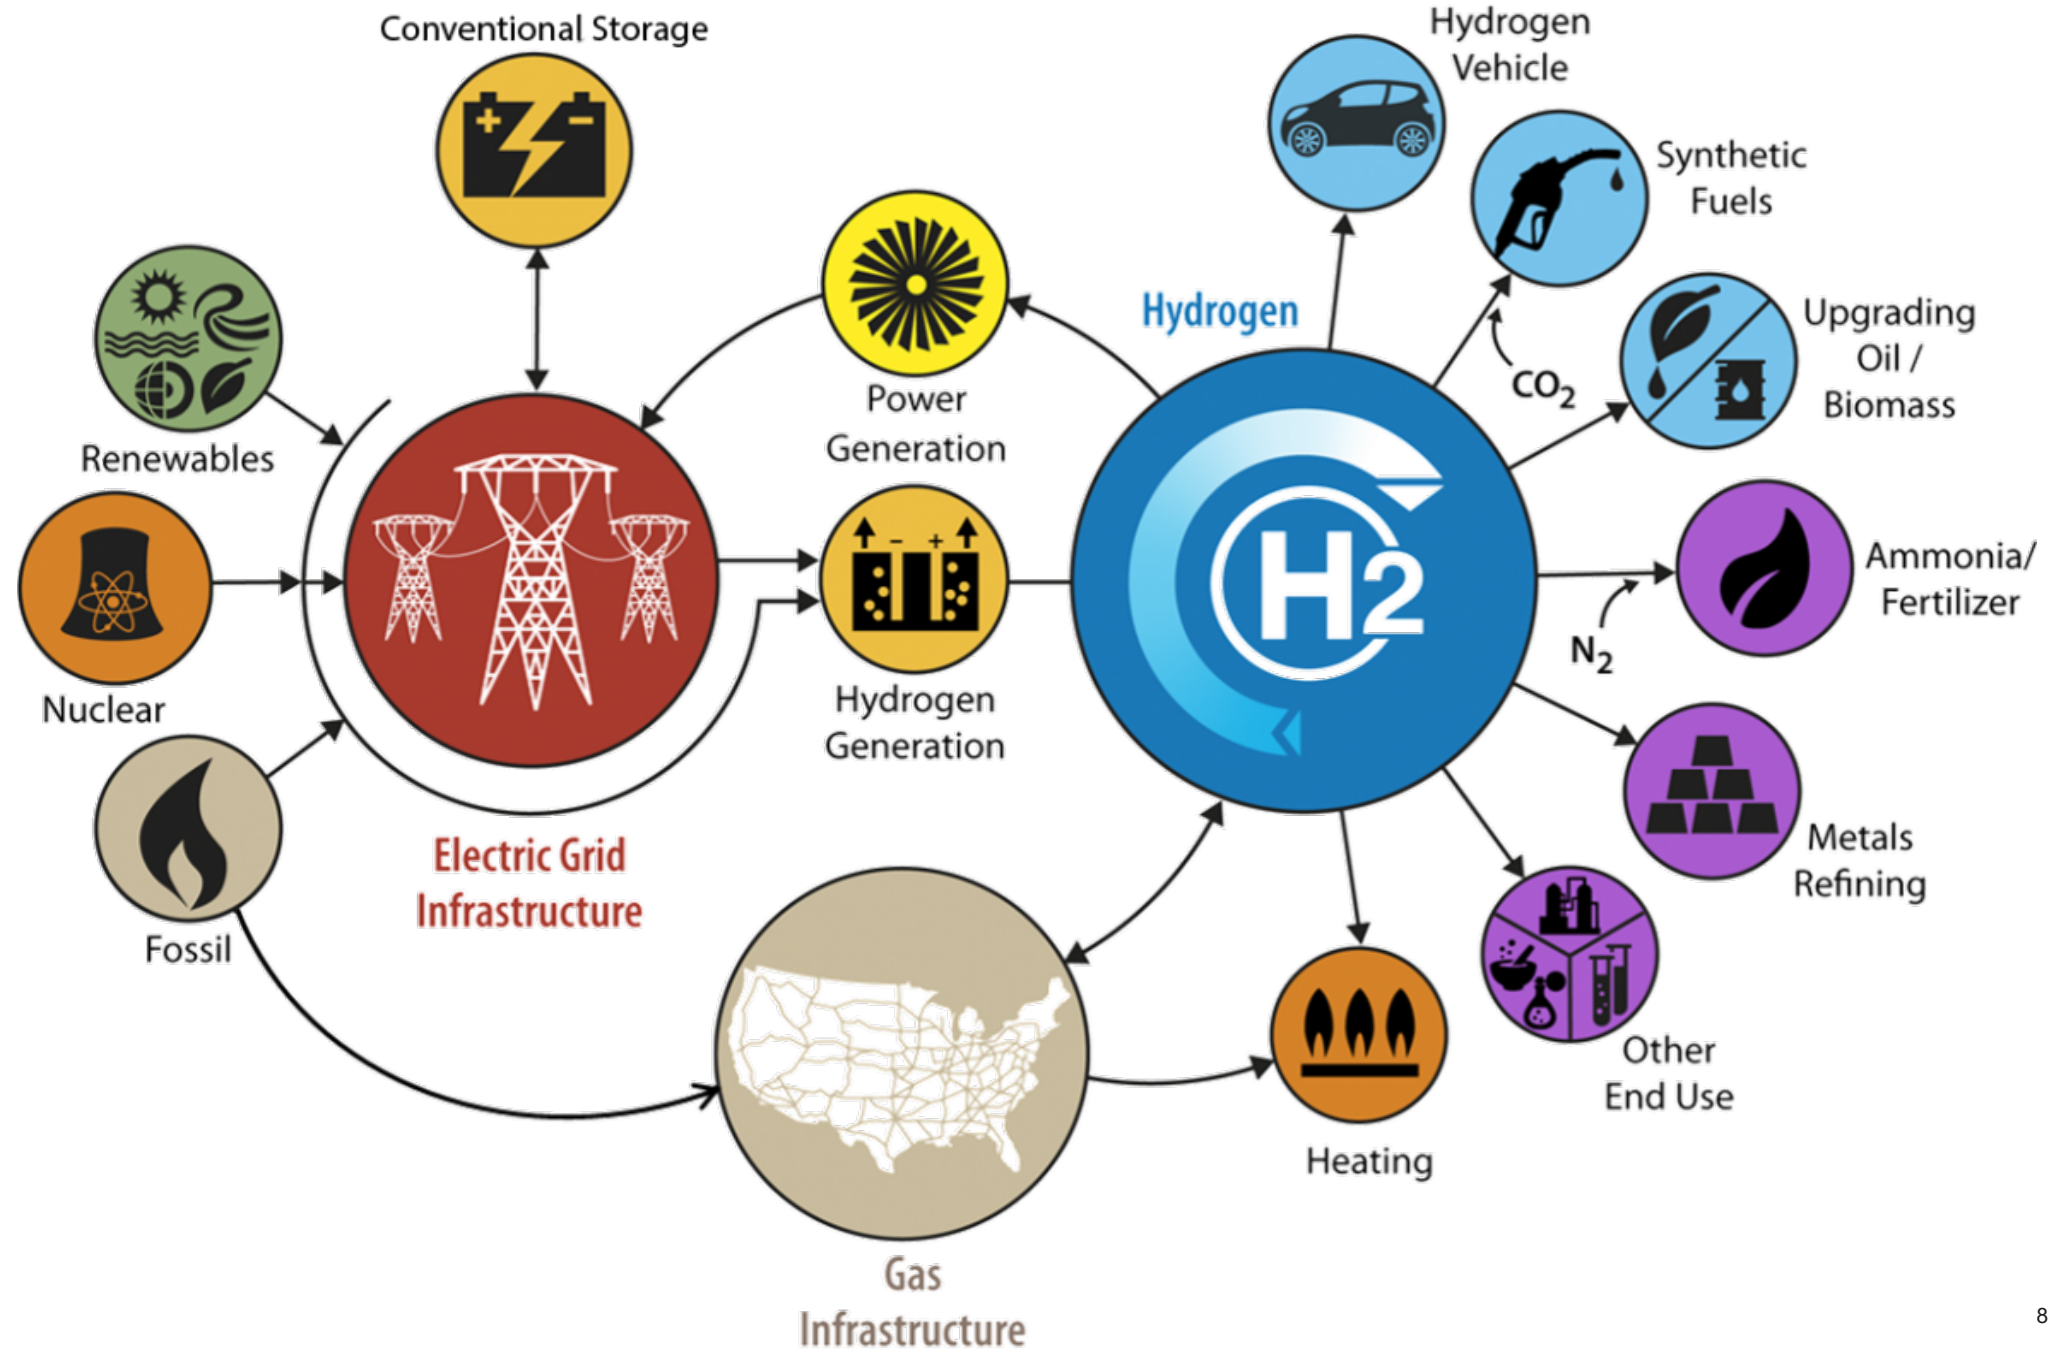 Conventional Storage
Hydrogen
Vehicle
Synthetic
Fuels
Hydrogen
Upgrading
Oil /
Biomass
CO2
Power
Generation
Renewables
H2
Ammonia/
Fertilizer
N2
Nuclear
Hydrogen
Generation
Metals
Refining
Electric Grid
Infrastructure
Fossil
Other
End Use
Heating
Gas
Infrastructure
8